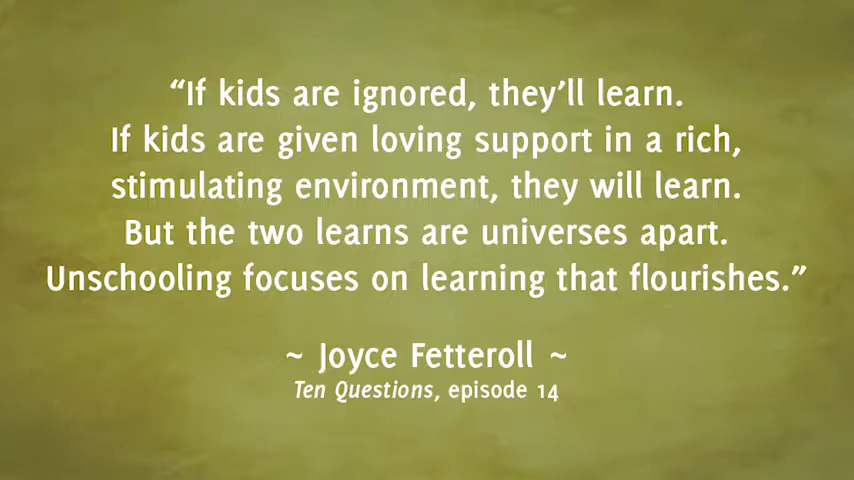 “If kids are ignored, they’ll learn.
If kids are given loving support in a rich,
stimulating environment, they will learn.
But the two learns are universes apart.
Unschooling focuses on learning that flourishes.”
~ Joyce Fetteroll ~
Ten Questions, episode 14